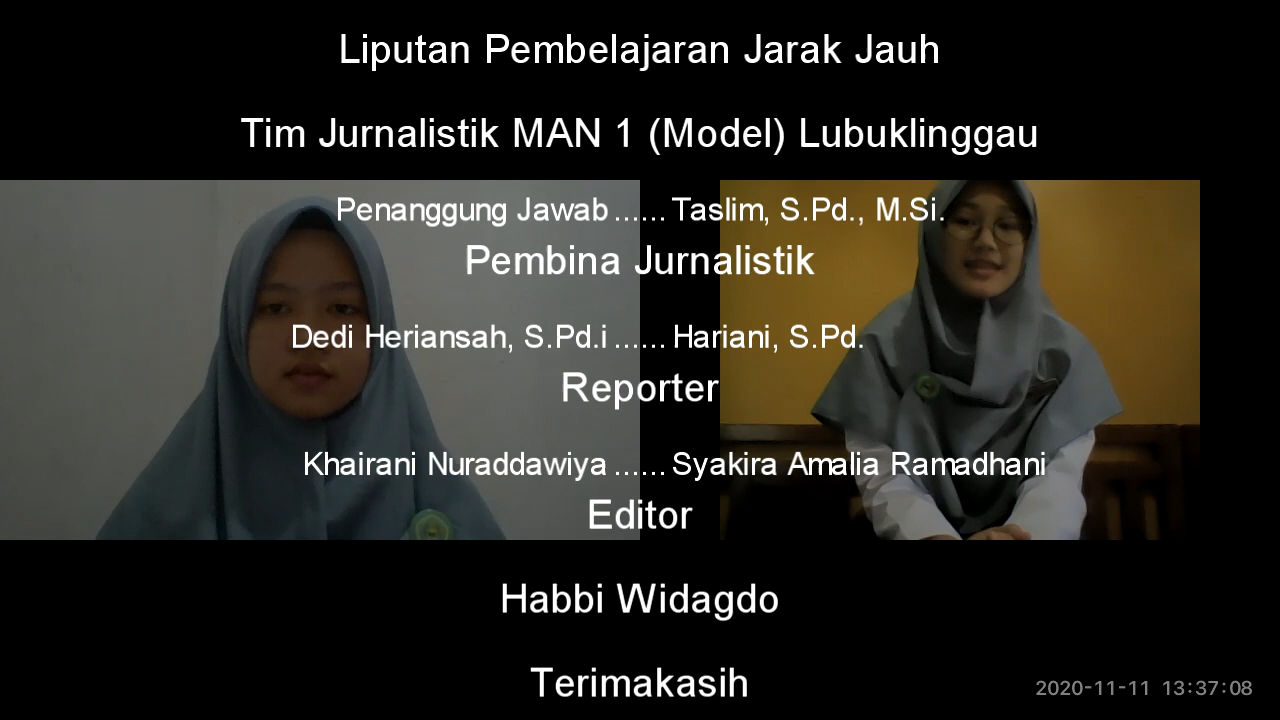 Liputan Pembelajaran Jarak Jauh
Tim Jurnalistik MAN 1 (Model) Lubuklinggau
Penanggung Jawab ...... Taslim, S.Pd., M.Si.
Pembina Jurnalistik
Dedi Heriansah, S.Pd.i ...... Hariani, S.Pd.
Reporter
Khairani Nuraddawiya ...... Syakira Amalia Ramadhani
Editor
Habbi Widagdo
Terimakasih
2020-11-11 13:37:08